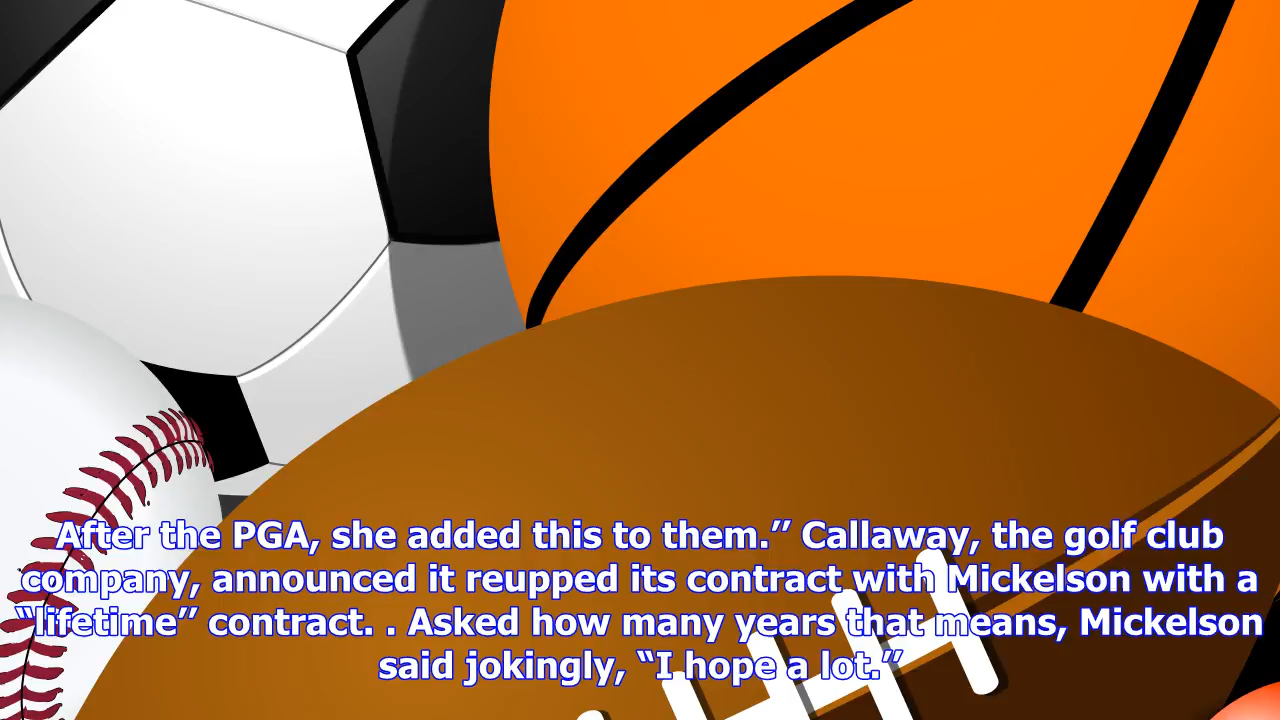 After the PGA, she added this to them.” Callaway, the golf club
company, announced it reupped its contract with Mickelson with a
“lifetime” contract. . Asked how many years that means, Mickelson
said jokingly, “I hope a lot.”